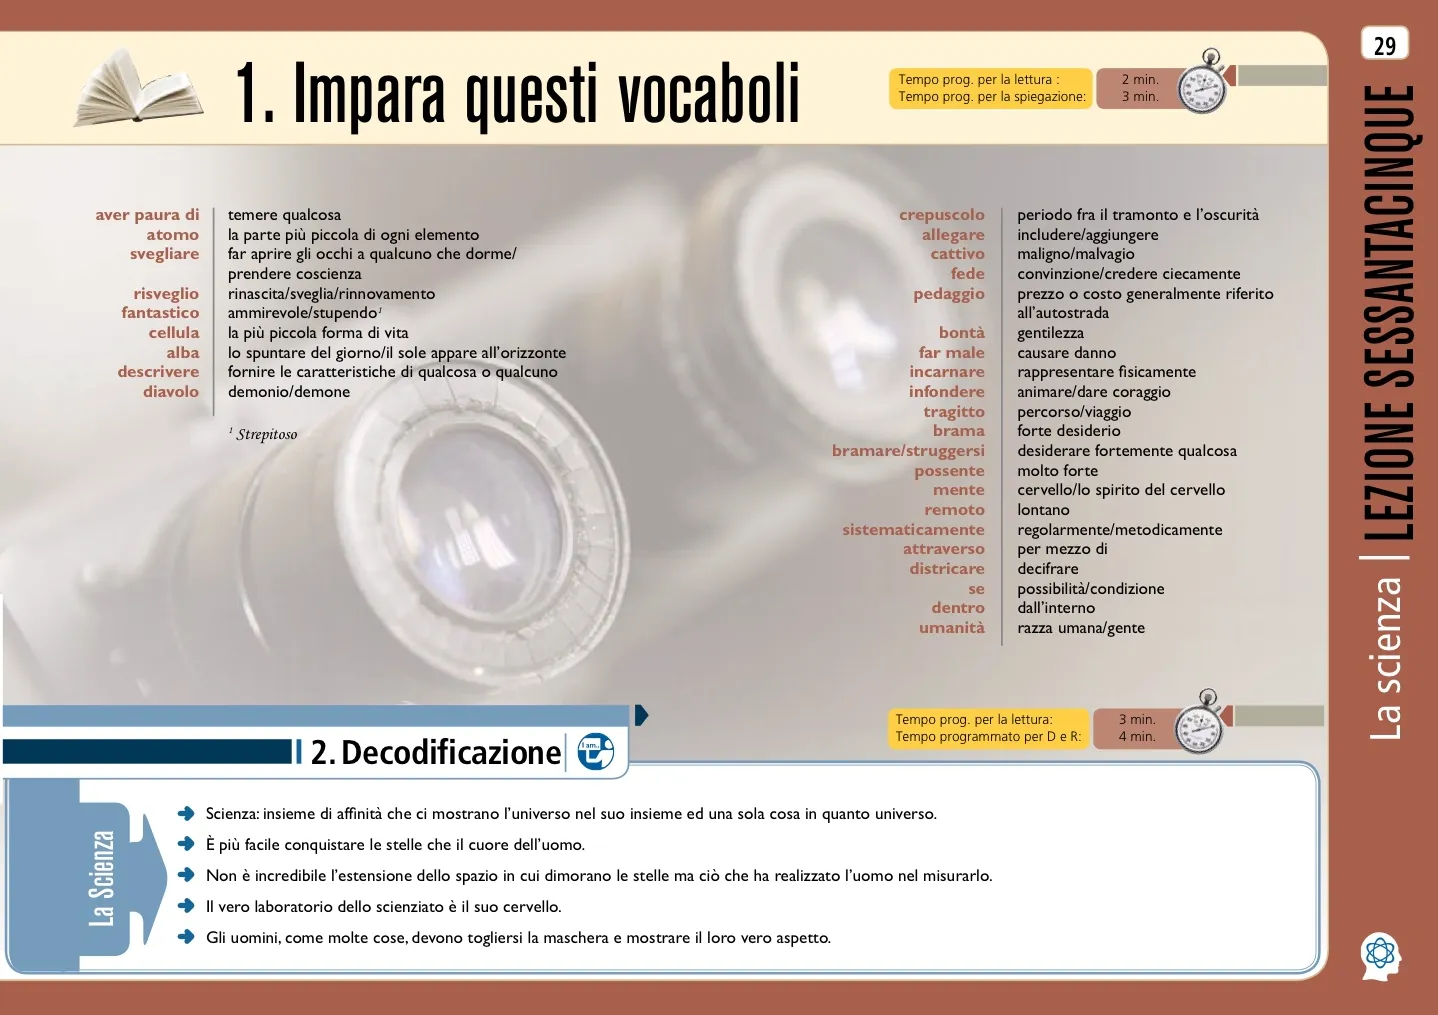 29
1. Impara questi vocaboli
Tempo prog. per la lettura : 2 min.
Tempo prog. per la spiegazione: 3 min.
aver paura di temere qualcosa
atomo la parte più piccola di ogni elemento
svegliare far aprire gli occhi a qualcuno che dorme/
prendere coscienza
risveglio rinascita/sveglia/rinnovamento
fantastico ammirevole/stupendo¹
cellula la più piccola forma di vita
alba lo spuntare del giorno/il sole appare all'orizzonte
descrivere fornire le caratteristiche di qualcosa o qualcuno
diavolo demonio/demone
¹ Strepitoso
crepuscolo periodo fra il tramonto e l'oscurità
allegare includere/aggiungere
cattivo maligno/malvagio
fede convinzione/credere ciecamente
pedaggio prezzo o costo generalmente riferito
all'autostrada
bontà gentilezza
far male causare danno
incarnare rappresentare fisicamente
infondere animare/dare coraggio
tragitto percorso/viaggio
brama forte desiderio
bramare/struggersi desiderare fortemente qualcosa
possente molto forte
mente cervello/lo spirito del cervello
remoto lontano
sistematicamente regolarmente/metodicamente
attraverso per mezzo di
districare decifrare
se possibilità/condizione
dentro dall'interno
umanità razza umana/gente
La scienza | LEZIONE SESSANTACINQUE
Tempo prog. per la lettura: 3 min.
Tempo programmato per D e R: 4 min.
2. Decodificazione
I am..
La Scienza
Scienza: insieme di affinità che ci mostrano l'universo nel suo insieme ed una sola cosa in quanto universo.
È più facile conquistare le stelle che il cuore dell'uomo.
Non è incredibile l'estensione dello spazio in cui dimorano le stelle ma ciò che ha realizzato l'uomo nel misurarlo.
Il vero laboratorio dello scienziato è il suo cervello.
Gli uomini, come molte cose, devono togliersi la maschera e mostrare il loro vero aspetto.